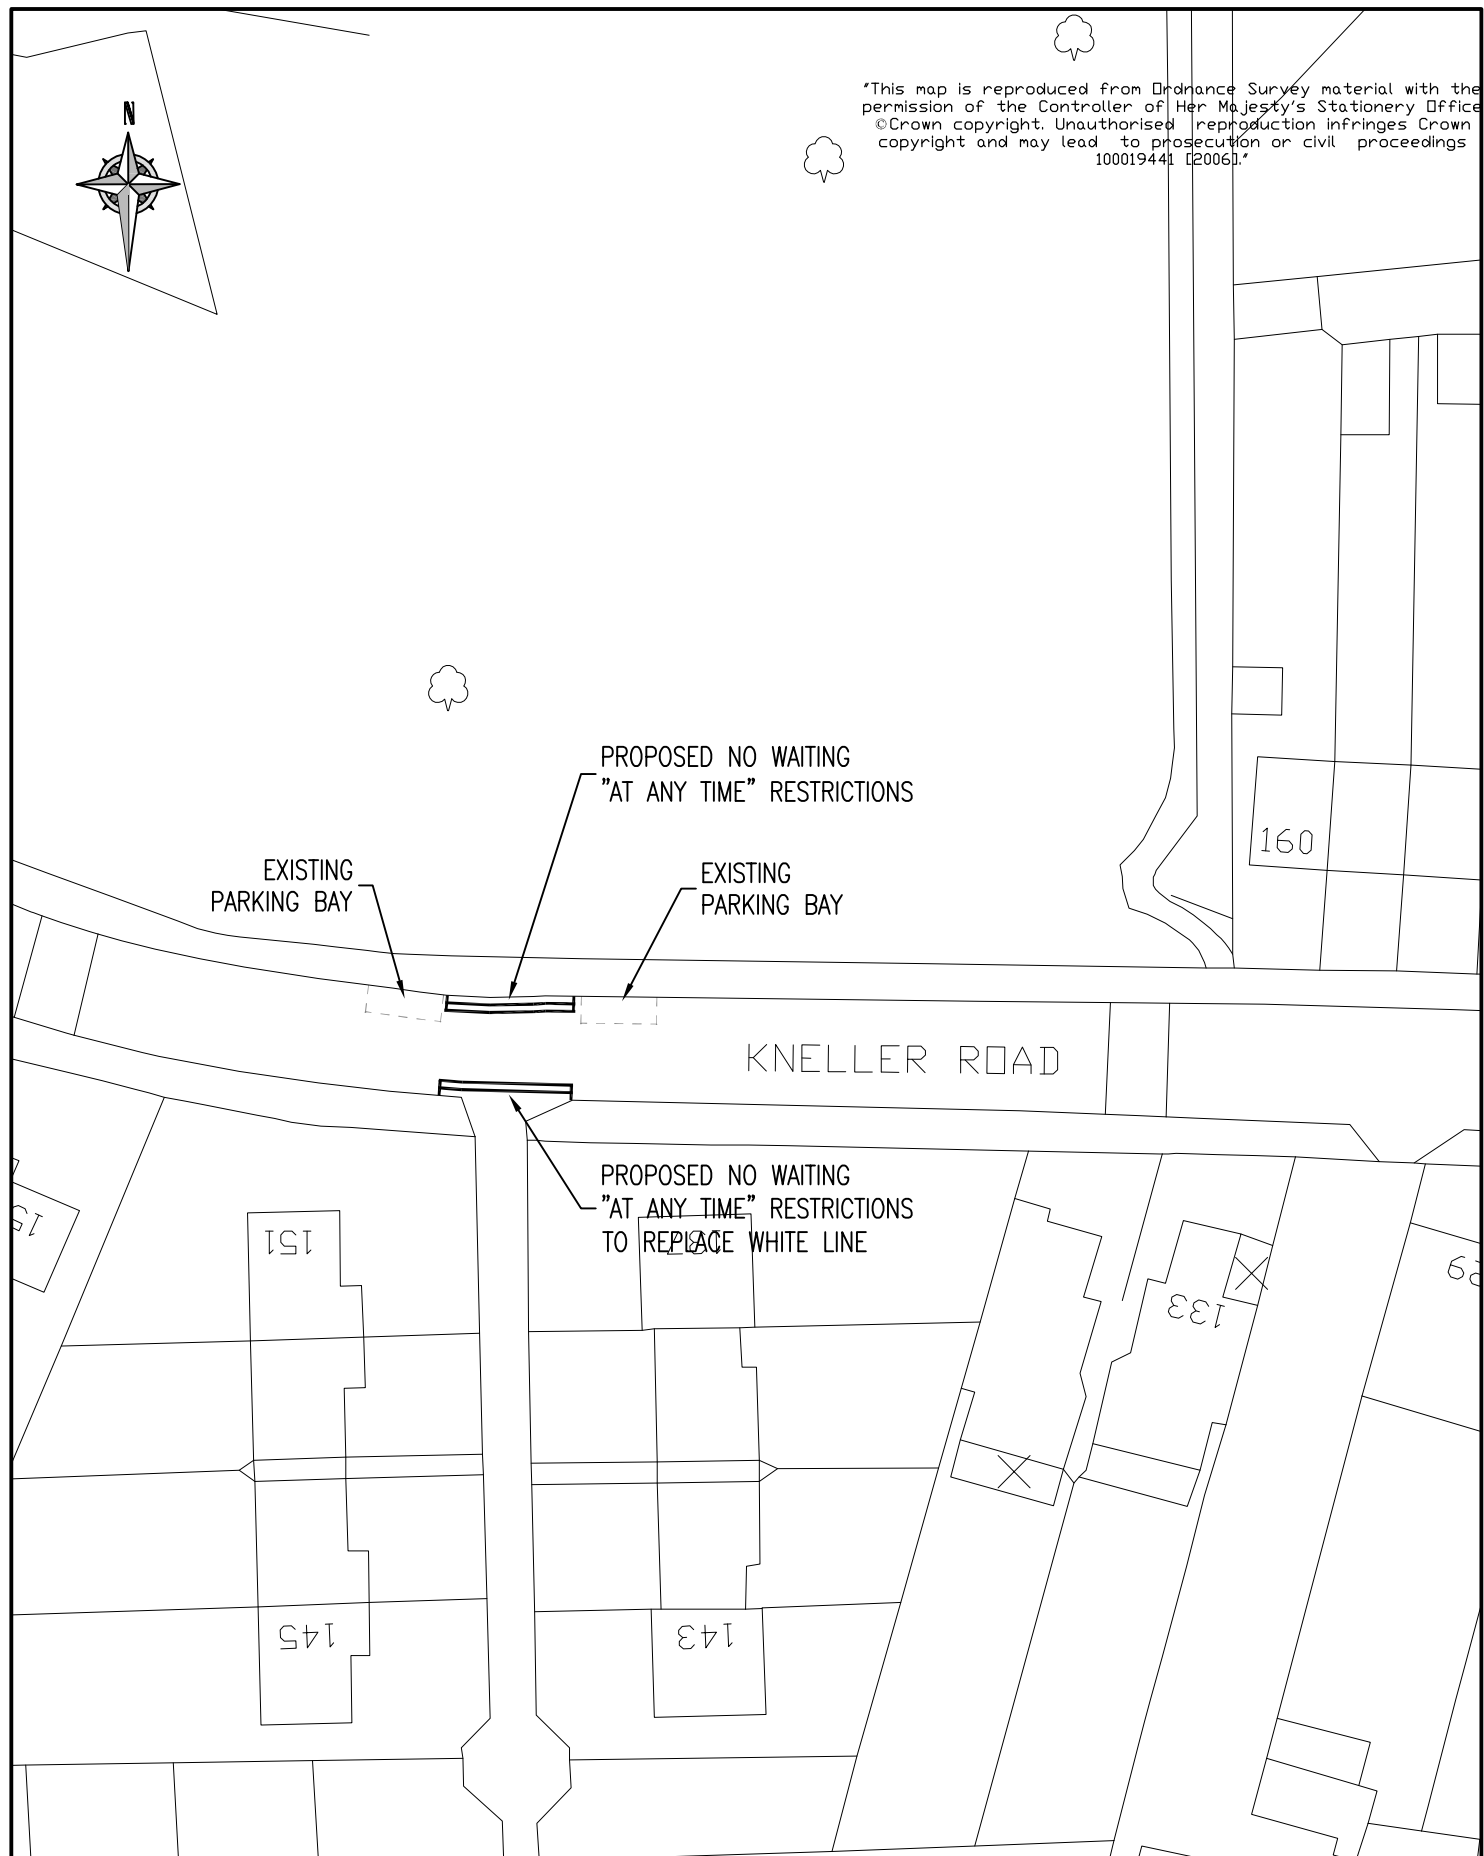 N
"This map is reproduced from Ordnance Survey material with the
permission of the Controller of Her Majesty's Stationery Office
©Crown copyright. Unauthorised reproduction infringes Crown
copyright and may lead to prosecution or civil proceedings
100019441 [2006]."
PROPOSED NO WAITING
"AT ANY TIME" RESTRICTIONS
160
EXISTING
PARKING BAY
EXISTING
PARKING BAY
KNELLER ROAD
PROPOSED NO WAITING
"AT ANY TIME" RESTRICTIONS
TO REPLACE WHITE LINE
151
133
145
143